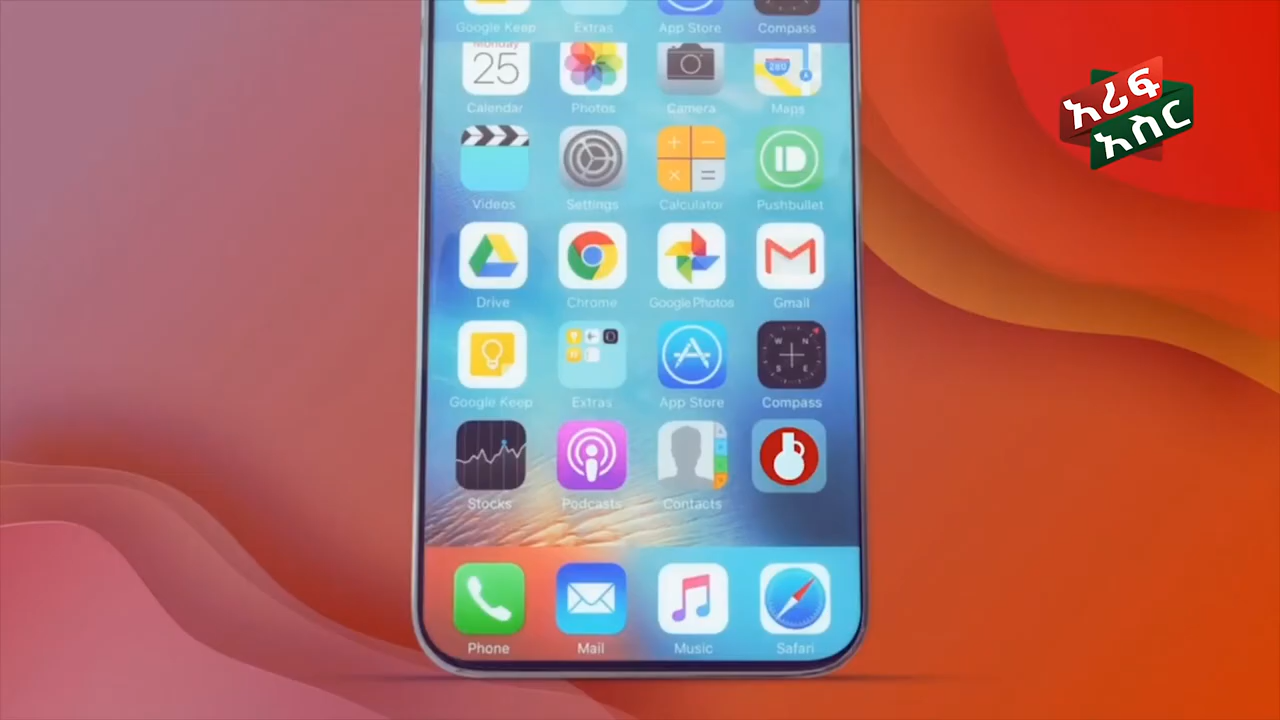 Google Keep Extras App Store Compass
Monday
25
280
Calendar Photos Camera Maps
Videos Settings Calculator Pushbullet
Drive Chrome Google Photos Gmail
W N
S E
Google Keep Extras App Store Compass
Stocks Podcasts Contacts
Phone Mail Music Safari
አሪፍ
አስር